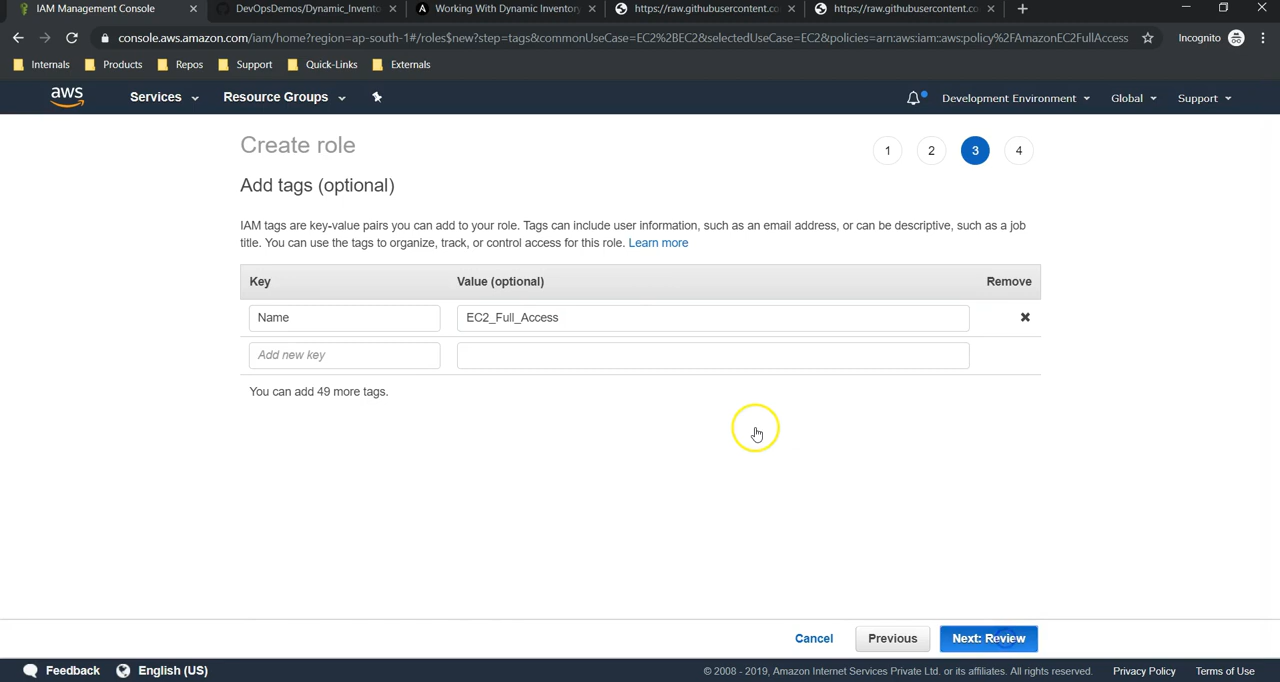 IAM Management Console
DevOpsDemos/Dynamic_Invento
Working With Dynamic Inventory
https://raw.githubusercontent.co
https://raw.githubusercontent.co
console.aws.amazon.com/iam/home?region=ap-south-1#/roles$new?step=tags&commonUseCase=EC2%2BEC2&selectedUseCase=EC2&policies=arn:aws:iam::aws:policy%2FAmazonEC2FullAccess
Incognito
Internals Products Repos Support Quick-Links Externals
aws Services Resource Groups Development Environment Global Support
Create role
1 2 3 4
Add tags (optional)
IAM tags are key-value pairs you can add to your role. Tags can include user information, such as an email address, or can be descriptive, such as a job
title. You can use the tags to organize, track, or control access for this role. Learn more
Key Value (optional) Remove
Name EC2_Full_Access
Add new key
You can add 49 more tags.
Cancel Previous Next: Review
Feedback English (US) © 2008 - 2019, Amazon Internet Services Private Ltd. or its affiliates. All rights reserved. Privacy Policy Terms of Use